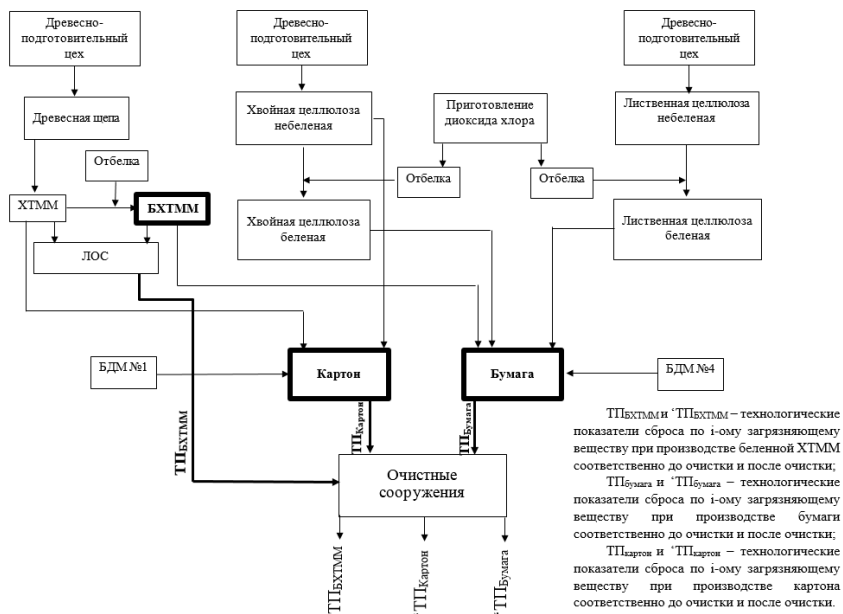 Древесно-
подготовительный
цех
Древесно-
подготовительный
цех
Древесно-
подготовительный
цех
Древесная щепа
Хвойная целлюлоза
небеленая
Приготовление
диоксида хлора
Лиственная целлюлоза
небеленая
Отбелка
Отбелка
Отбелка
ХТММ
БХТММ
Хвойная целлюлоза
беленая
Лиственная целлюлоза
беленая
ЛОС
БДМ №1
Картон
Бумага
БДМ №4
ТПБХТММ
ТПКартон
ТПБумага
Очистные
сооружения
‘ТПБХТММ
‘ТПКартон
‘ТПБумага
ТПБХТММ и ‘ТПБХТММ – технологические
показатели сброса по i-ому загрязняющему
веществу при производстве беленной ХТММ
соответственно до очистки и после очистки;
ТПбумага и ‘ТПбумага – технологические
показатели сброса по i-ому загрязняющему
веществу при производстве бумаги
соответственно до очистки и после очистки;
ТПкартон и ‘ТПкартон – технологические
показатели сброса по i-ому загрязняющему
веществу при производстве картона
соответственно до очистки и после очистки.